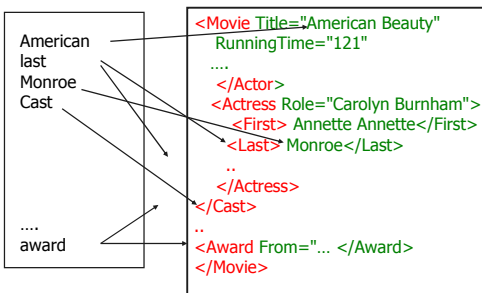 American
last
Monroe
Cast
….
award
<Movie Title="American Beauty"
RunningTime="121"
….
</Actor>
<Actress Role="Carolyn Burnham">
<First> Annette Annette</First>
<Last> Monroe</Last>
..
</Actress>
</Cast>
..
<Award From="… </Award>
</Movie>